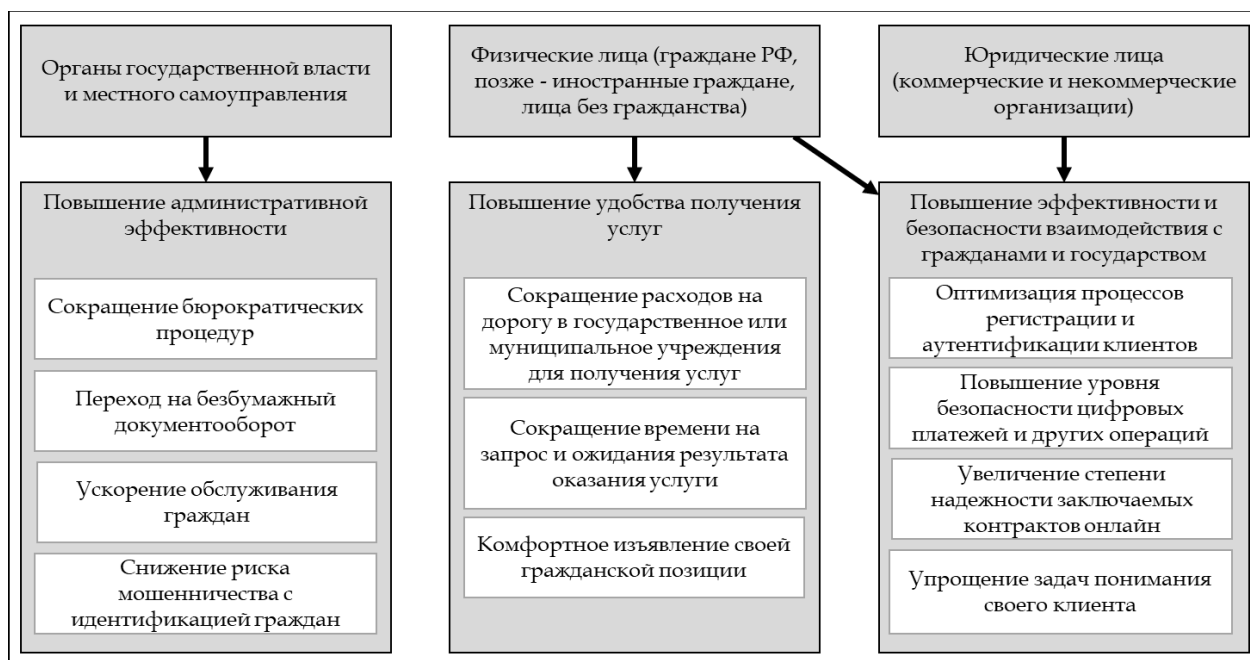 Органы государственной власти
и местного самоуправления
Физические лица (граждане РФ,
позже - иностранные граждане,
лица без гражданства)
Юридические лица
(коммерческие и некоммерческие
организации)
Повышение административной
эффективности
Сокращение бюрократических
процедур
Переход на безбумажный
документооборот
Ускорение обслуживания
граждан
Снижение риска
мошенничества с
идентификацией граждан
Повышение удобства получения
услуг
Сокращение расходов на
дорогу в государственное или
муниципальное учреждения
для получения услуг
Сокращение времени на
запрос и ожидания результата
оказания услуги
Комфортное изъявление своей
гражданской позиции
Повышение эффективности и
безопасности взаимодействия с
гражданами и государством
Оптимизация процессов
регистрации и
аутентификации клиентов
Повышение уровня
безопасности цифровых
платежей и других операций
Увеличение степени
надежности заключаемых
контрактов онлайн
Упрощение задач понимания
своего клиента